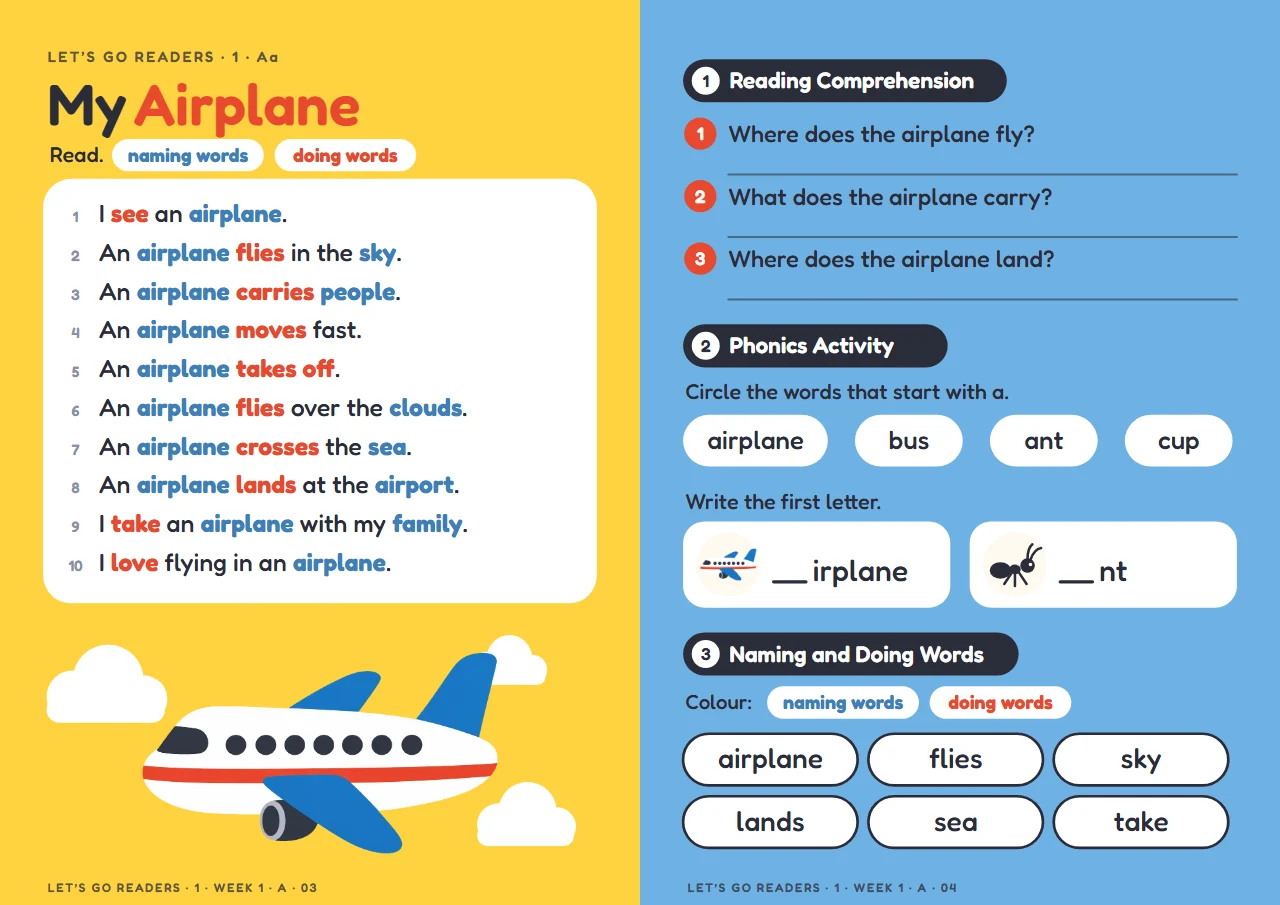 LET'S GO READERS · 1 · Aa
My Airplane
Read. naming words doing words
1 I see an airplane.
2 An airplane flies in the sky.
3 An airplane carries people.
4 An airplane moves fast.
5 An airplane takes off.
6 An airplane flies over the clouds.
7 An airplane crosses the sea.
8 An airplane lands at the airport.
9 I take an airplane with my family.
10 I love flying in an airplane.
LET'S GO READERS · 1 · WEEK 1 · A · 03
1 Reading Comprehension
1 Where does the airplane fly?
2 What does the airplane carry?
3 Where does the airplane land?
2 Phonics Activity
Circle the words that start with a.
airplane bus ant cup
Write the first letter.
__irplane __nt
3 Naming and Doing Words
Colour: naming words doing words
airplane flies sky
lands sea take
LET'S GO READERS · 1 · WEEK 1 · A · 04